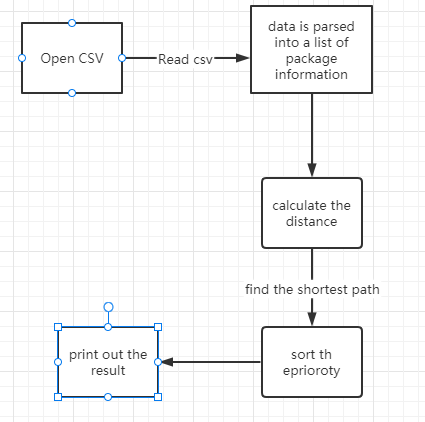 Open CSV
Read csv
data is parsed
into a list of
package
information
calculate the
distance
find the shortest path
sort th
eprioroty
print out the
result